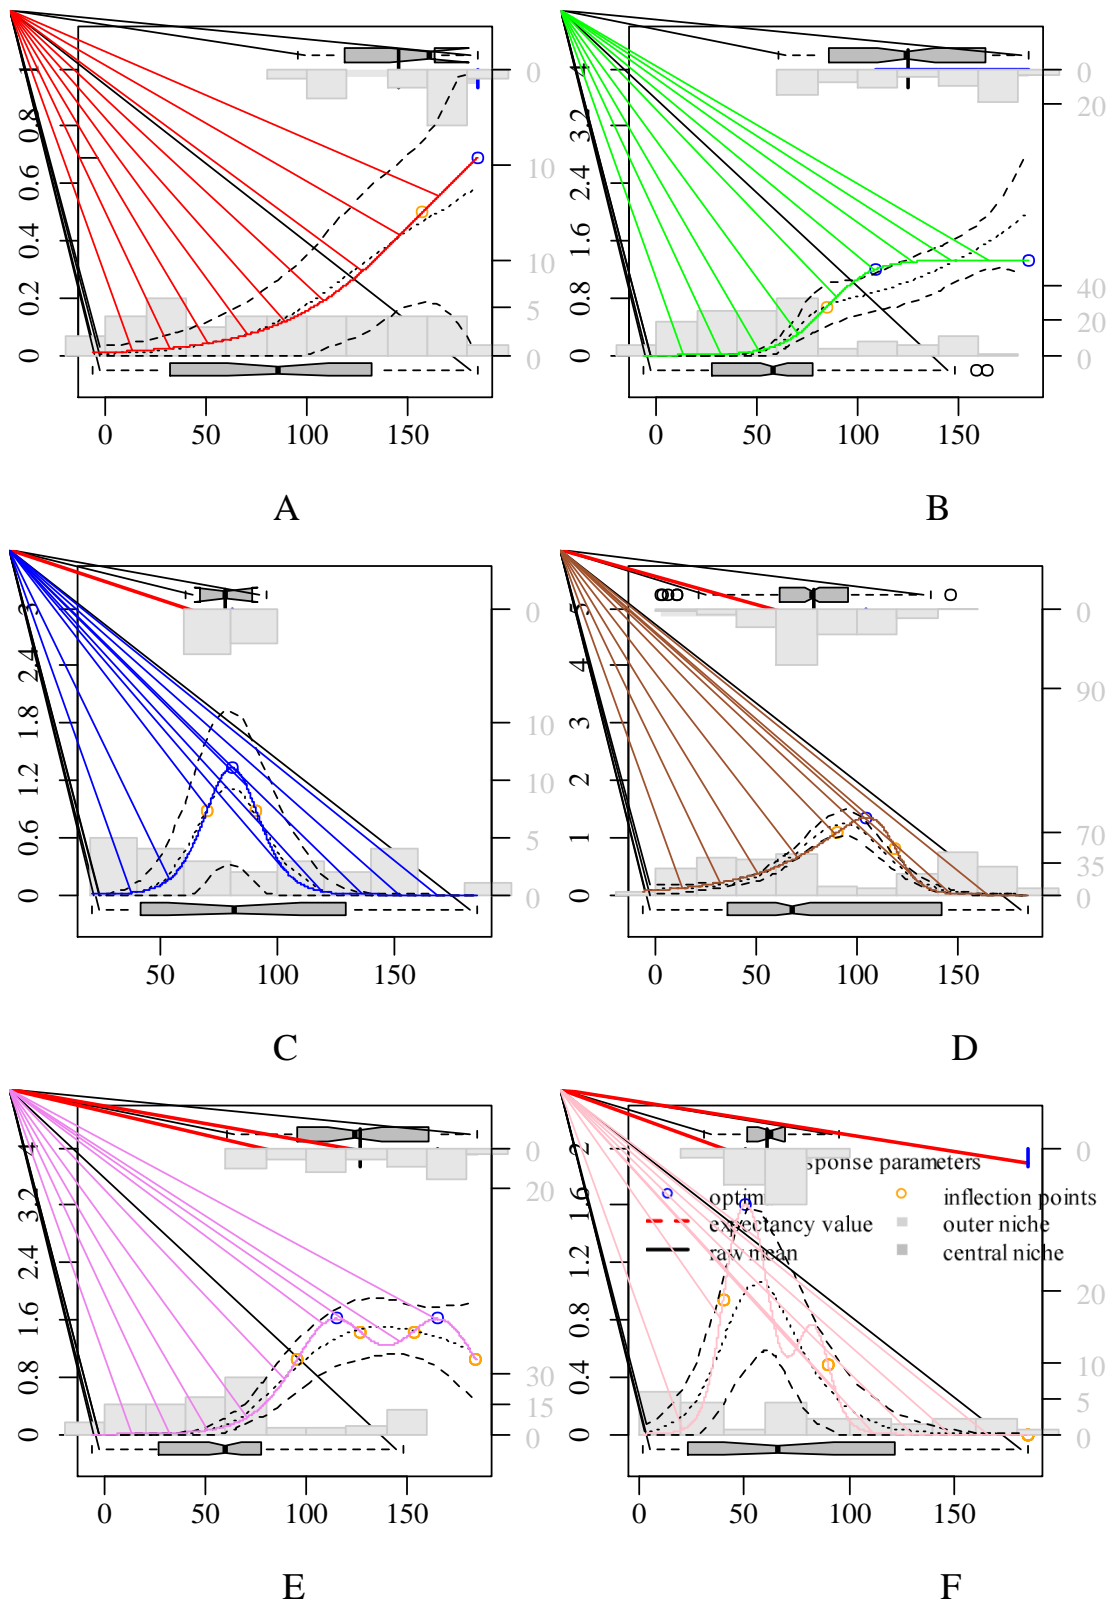 0 0.2 0.4 0.6 0.8 1
0 10 10 5 0
0 50 100 150
A
0 0.8 1.6 2.4 3.2 4
0 20 40 20 0
0 50 100 150
B
0 0.6 1.2 1.8 2.4 3
0 10 10 5 0
50 100 150
C
0 1 2 3 4 5
0 90 70 35 0
0 50 100 150
D
0 0.8 1.6 2.4 3.2 4
0 20 30 15 0
0 50 100 150
E
0 0.4 0.8 1.2 1.6 2
0 20 10 5 0
parameters
inflection points
expectancy value
outer niche
raw mean
central niche
0 50 100 150
F